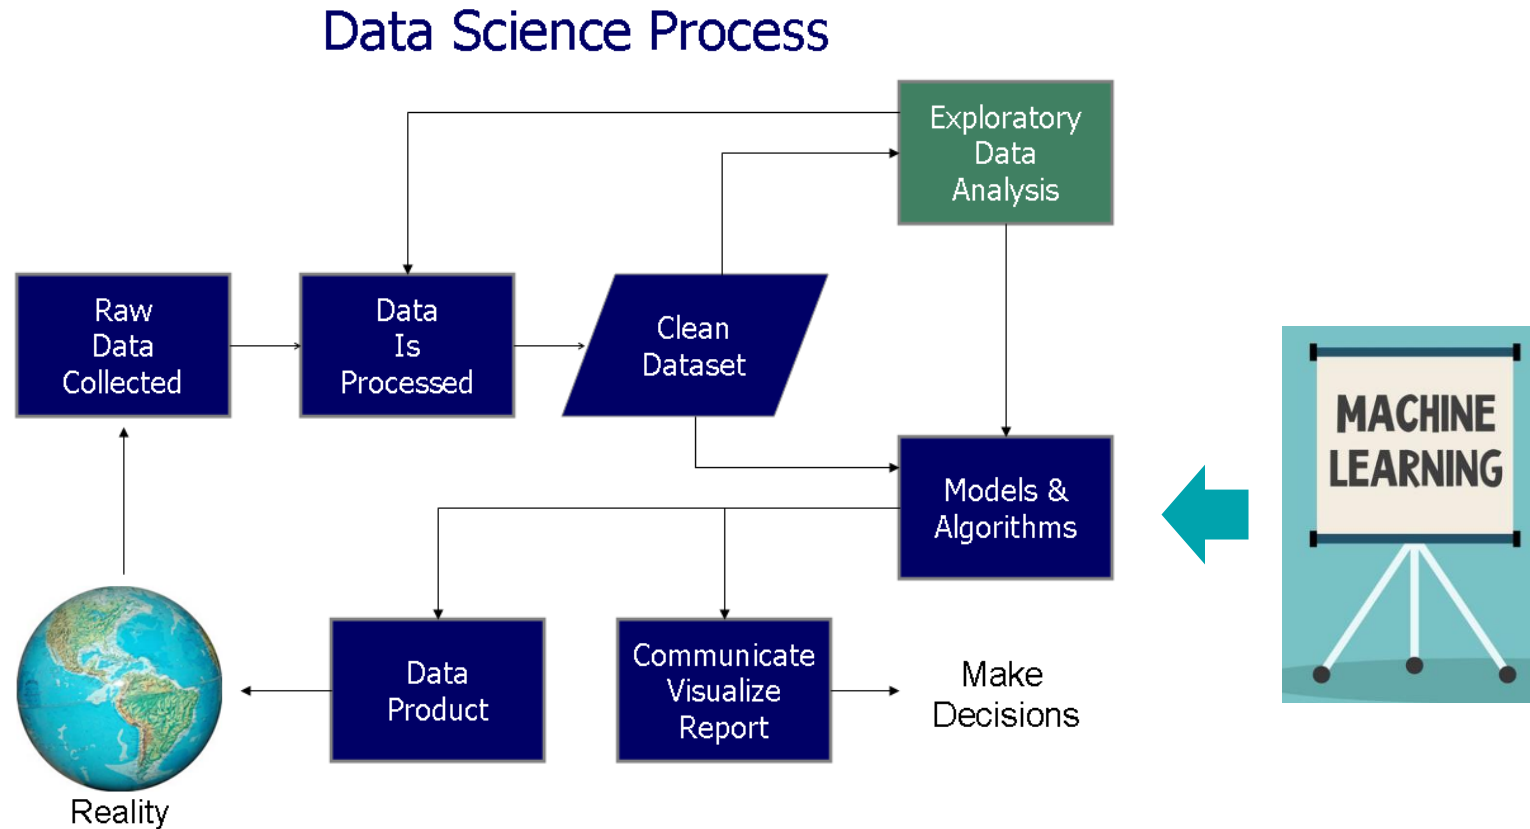 Data Science Process
Exploratory
Data
Analysis
Raw
Data
Collected
Data
Is
Processed
Clean
Dataset
MACHINE
LEARNING
Models &
Algorithms
Data
Product
Communicate
Visualize
Report
Make
Decisions
Reality